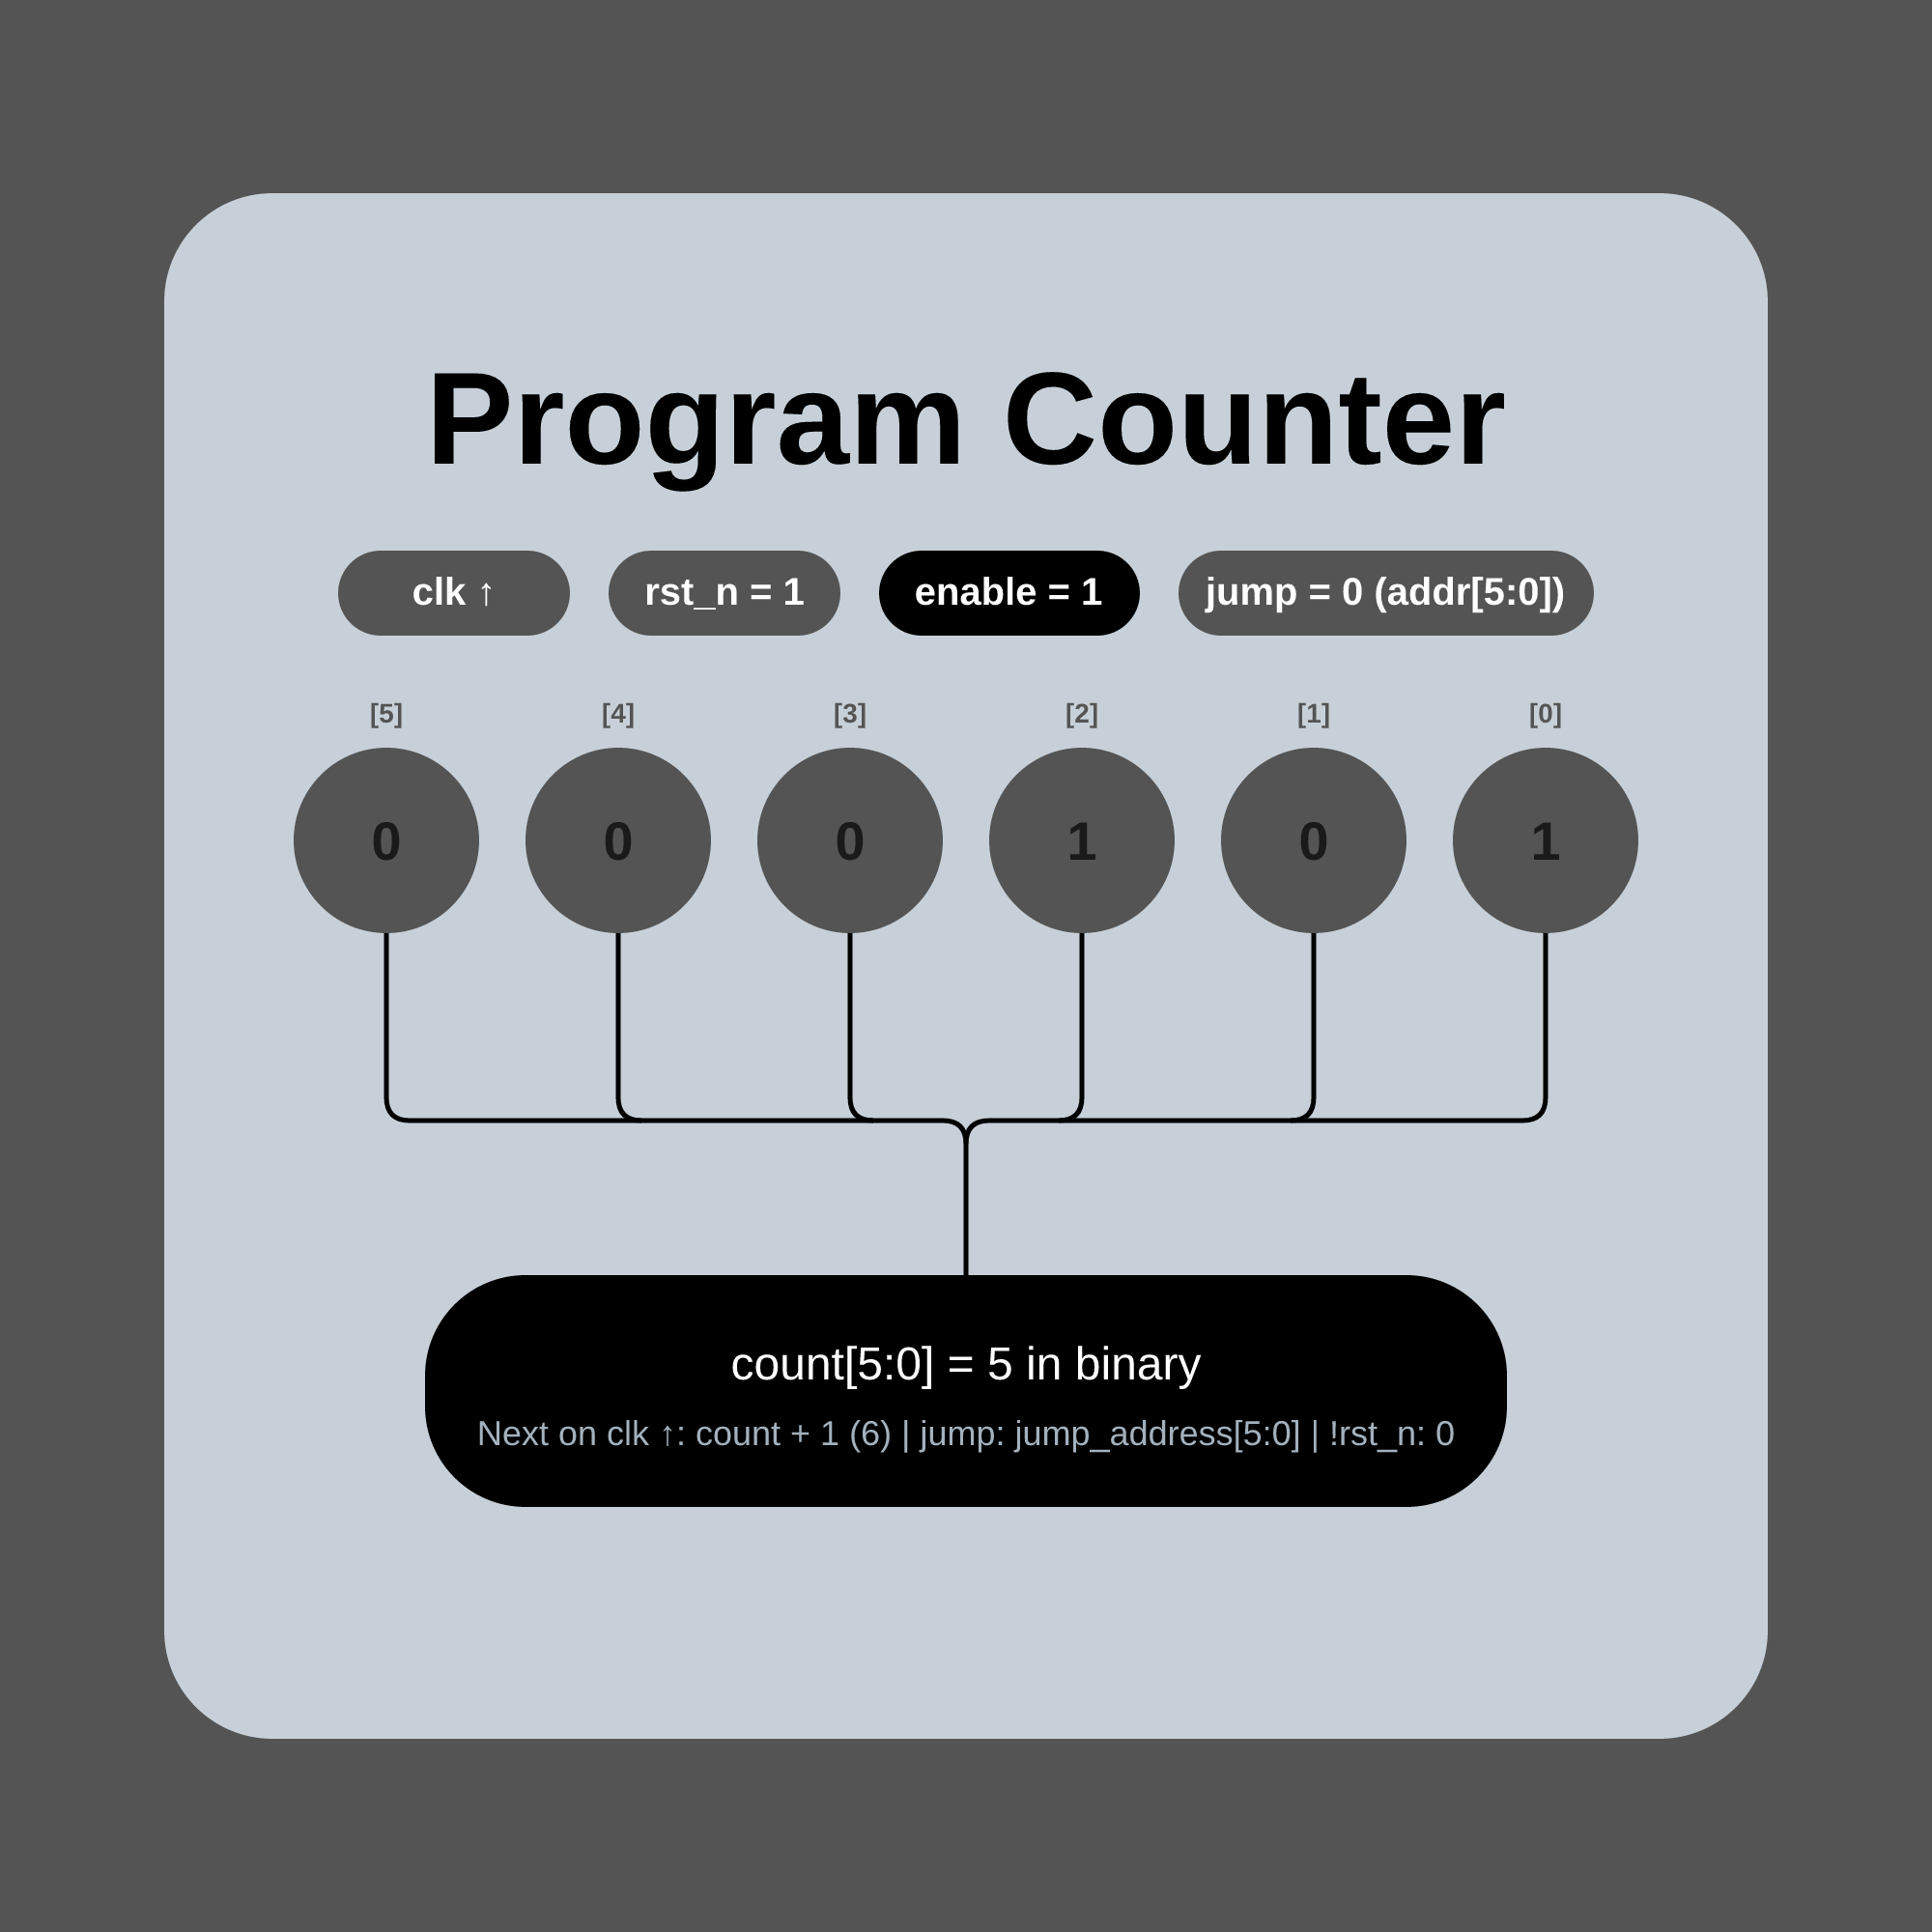 Program Counter
clk ↑
rst_n = 1
enable = 1
jump = 0 (addr[5:0])
[5] [4] [3] [2] [1] [0]
0 0 0 1 0 1
count[5:0] = 5 in binary
Next on clk ↑: count + 1 (6) | jump: jump_address[5:0] | !rst_n: 0